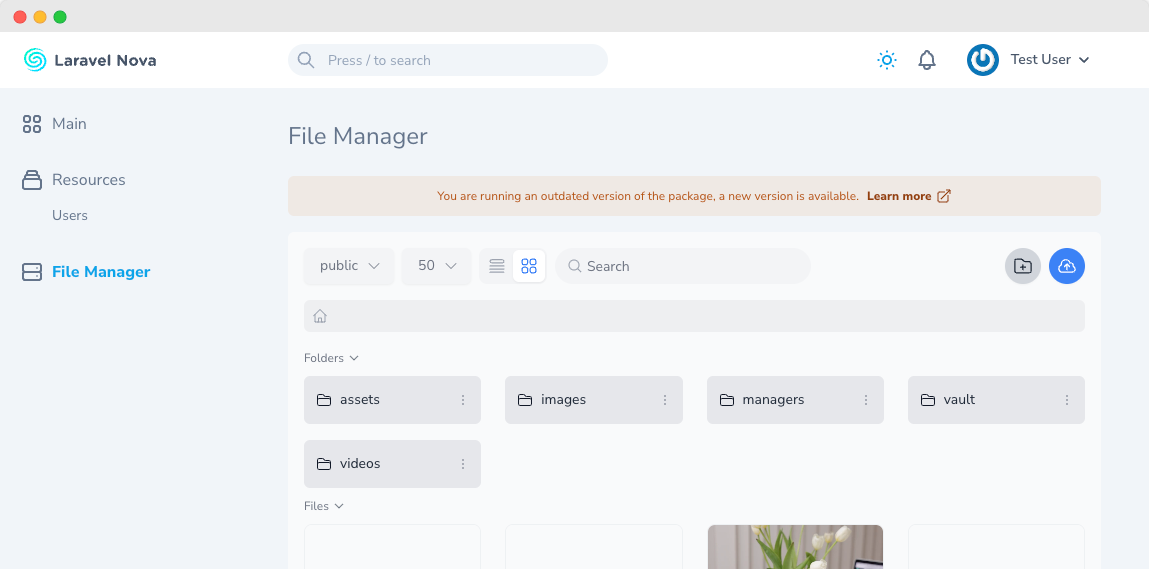 Laravel Nova
Press / to search
Test User
Main
Resources
Users
File Manager
File Manager
You are running an outdated version of the package, a new version is available. Learn more
public
50
Search
Folders
assets
images
managers
vault
videos
Files